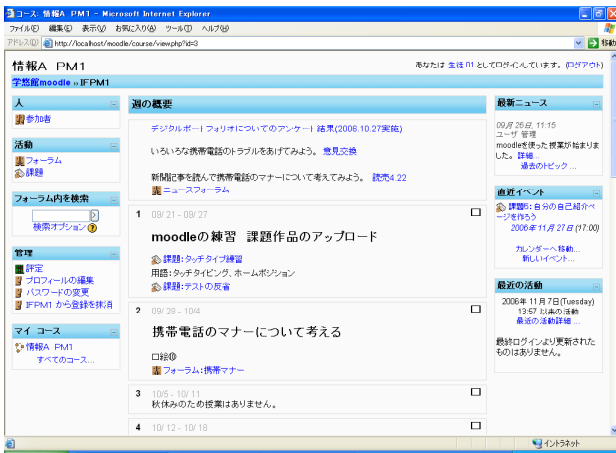 コース: 情報A PM1 - Microsoft Internet Explorer
ファイル(F) 編集(E) 表示(V) お気に入り(A) ツール(T) ヘルプ(H)
アドレス(D) http://localhost/moodle/course/view.php?id=3 移動
情報A PM1
あなたは 生徒 01 としてログインしています。(ログアウト)
学悠館moodle » IFPM1
人
参加者
活動
フォーラム
課題
フォーラム内を検索
検索オプション
管理
評定
プロフィールの編集
パスワードの変更
IFPM1 から登録を抹消
マイ コース
情報A PM1
すべてのコース...
週の概要
デジタルポートフォリオについてのアンケート結果(2006.10.27実施)
いろいろな携帯電話のトラブルをあげてみよう。 意見交換
新聞記事を読んで携帯電話のマナーについて考えてみよう。 読売4.22
ニュースフォーラム
1 09/21 - 09/27
moodleの練習 課題作品のアップロード
課題:タッチタイプ練習
用語:タッチタイピング、ホームポジション
課題:テストの反省
2 09/28 - 10/4
携帯電話のマナーについて考える
口絵⑩
フォーラム:携帯マナー
3 10/5 - 10/11
秋休みのため授業はありません。
4 10/12 - 10/18
最新ニュース
09月 26日, 11:15
ユーザ 管理
moodleを使った授業が始まりました。 詳細...
過去のトピック...
直近イベント
課題5: 自分の自己紹介ページを作ろう
2006年 11月 27日 (17:00)
カレンダーへ移動...
新しいイベント...
最近の活動
2006年 11月 7日(Tuesday)
13:57 以来の活動
最近の活動詳細 ...
最終ログインより更新されたものはありません。
イントラネット